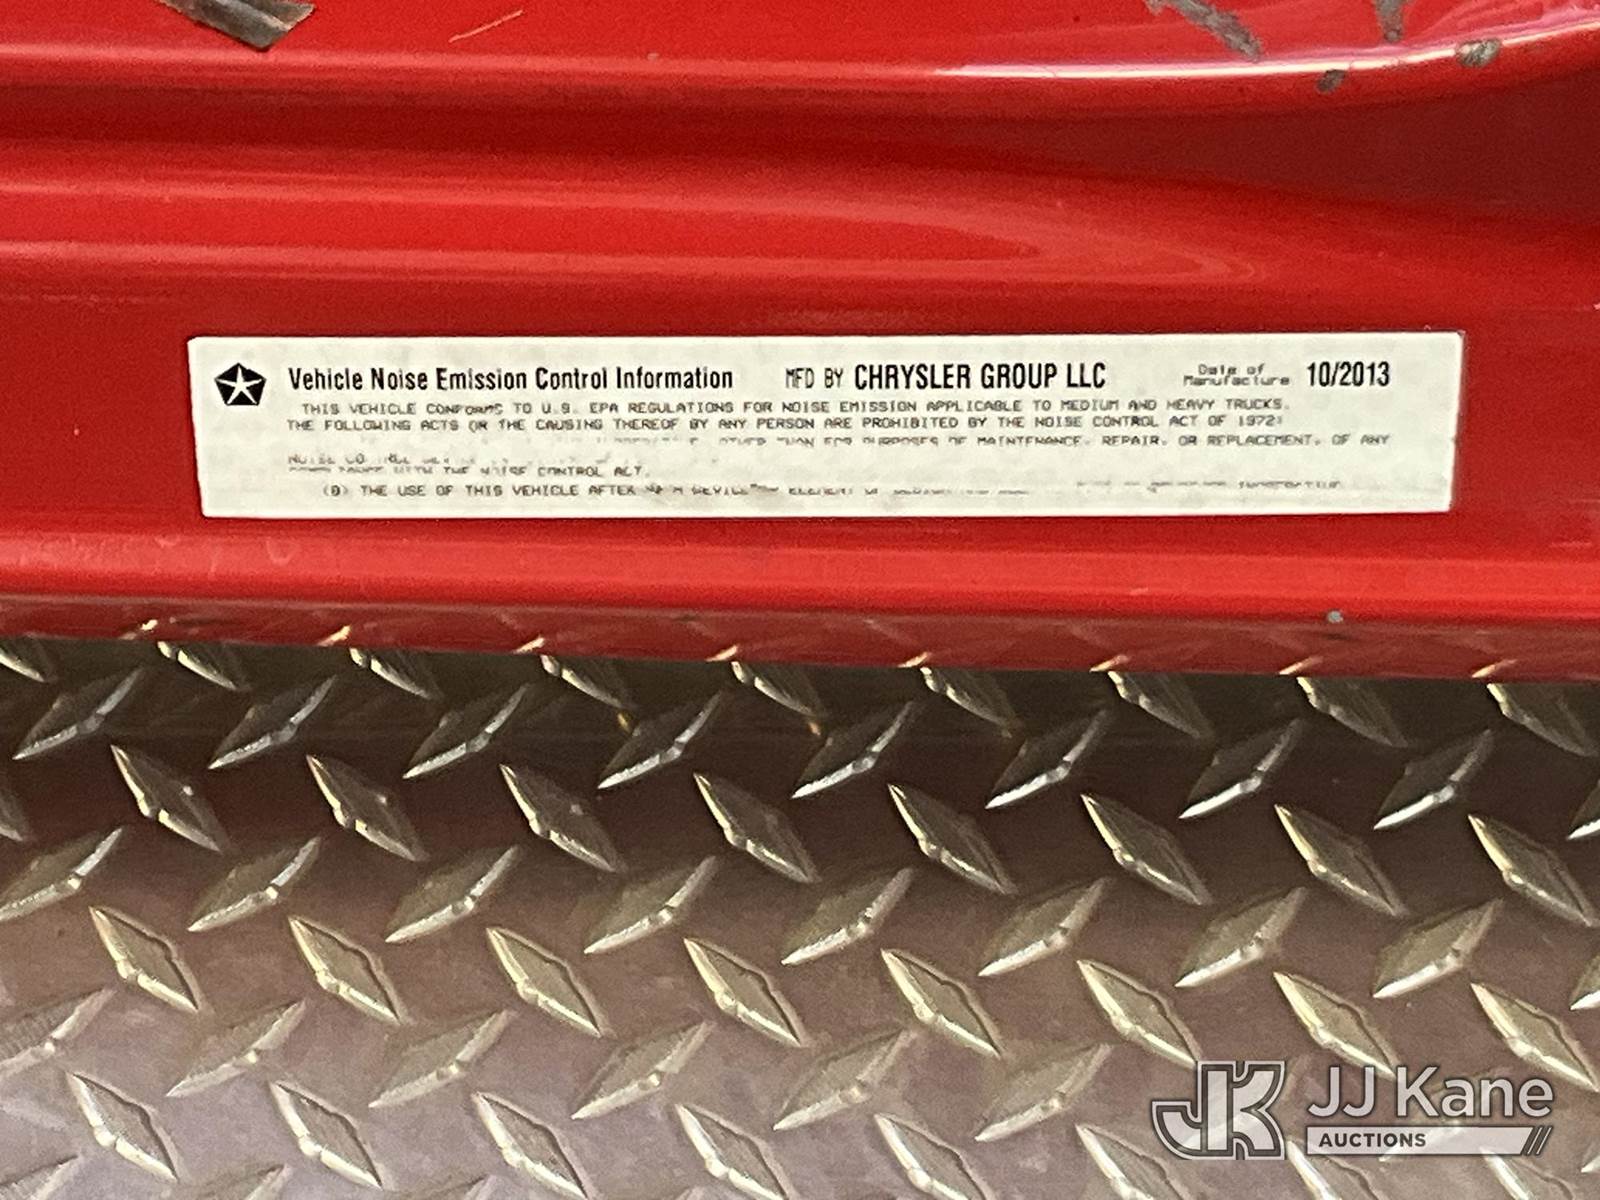 Vehicle Noise Emission Control Information MFD BY CHRYSLER GROUP LLC Date of Manufacture 10/2013
THIS VEHICLE CONFORMS TO U.S. EPA REGULATIONS FOR NOISE EMISSION APPLICABLE TO MEDIUM AND HEAVY TRUCKS.
THE FOLLOWING ACTS OR THE CAUSING THEREOF BY ANY PERSON ARE PROHIBITED BY THE NOISE CONTROL ACT OF 1972:
OTHER THAN FOR PURPOSES OF MAINTENANCE, REPAIR, OR REPLACEMENT, OF ANY
NOISE CONTROL
WITH THE NOISE CONTROL ACT.
(B) THE USE OF THIS VEHICLE AFTER
JK JJ Kane
AUCTIONS